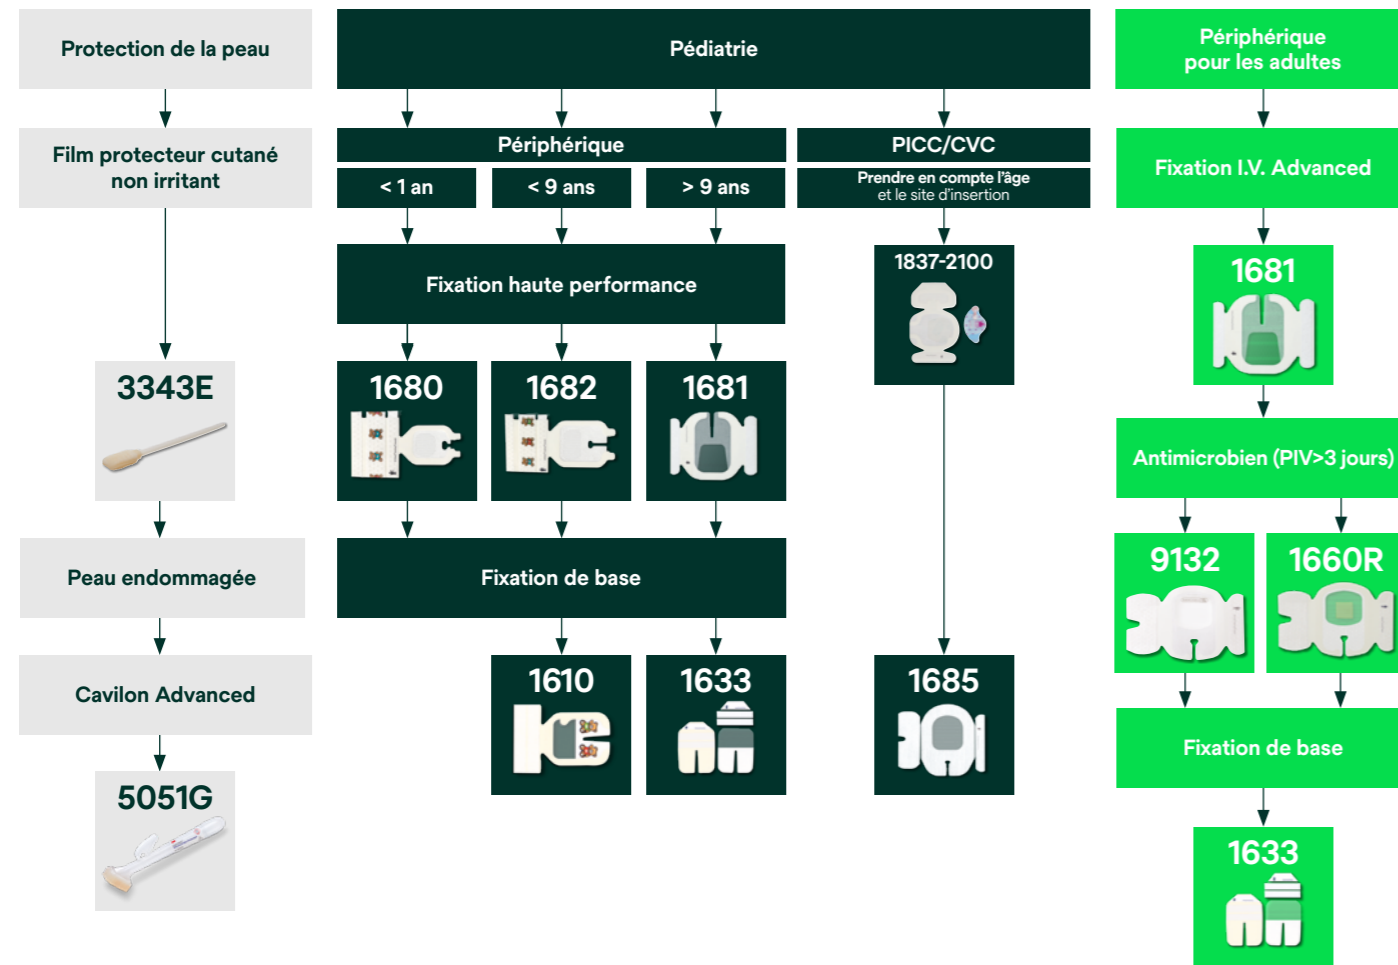 Protection de la peau
Film protecteur cutané
non irritant
3343E
Peau endommagée
Cavilon Advanced
5051G
Pédiatrie
Périphérique
< 1 an
< 9 ans
> 9 ans
Fixation haute performance
1680
1682
1681
Fixation de base
1610
1633
PICC/CVC
Prendre en compte l'âge
et le site d'insertion
1837-2100
1685
Périphérique
pour les adultes
Fixation I.V. Advanced
1681
Antimicrobien (PIV>3 jours)
9132
1660R
Fixation de base
1633